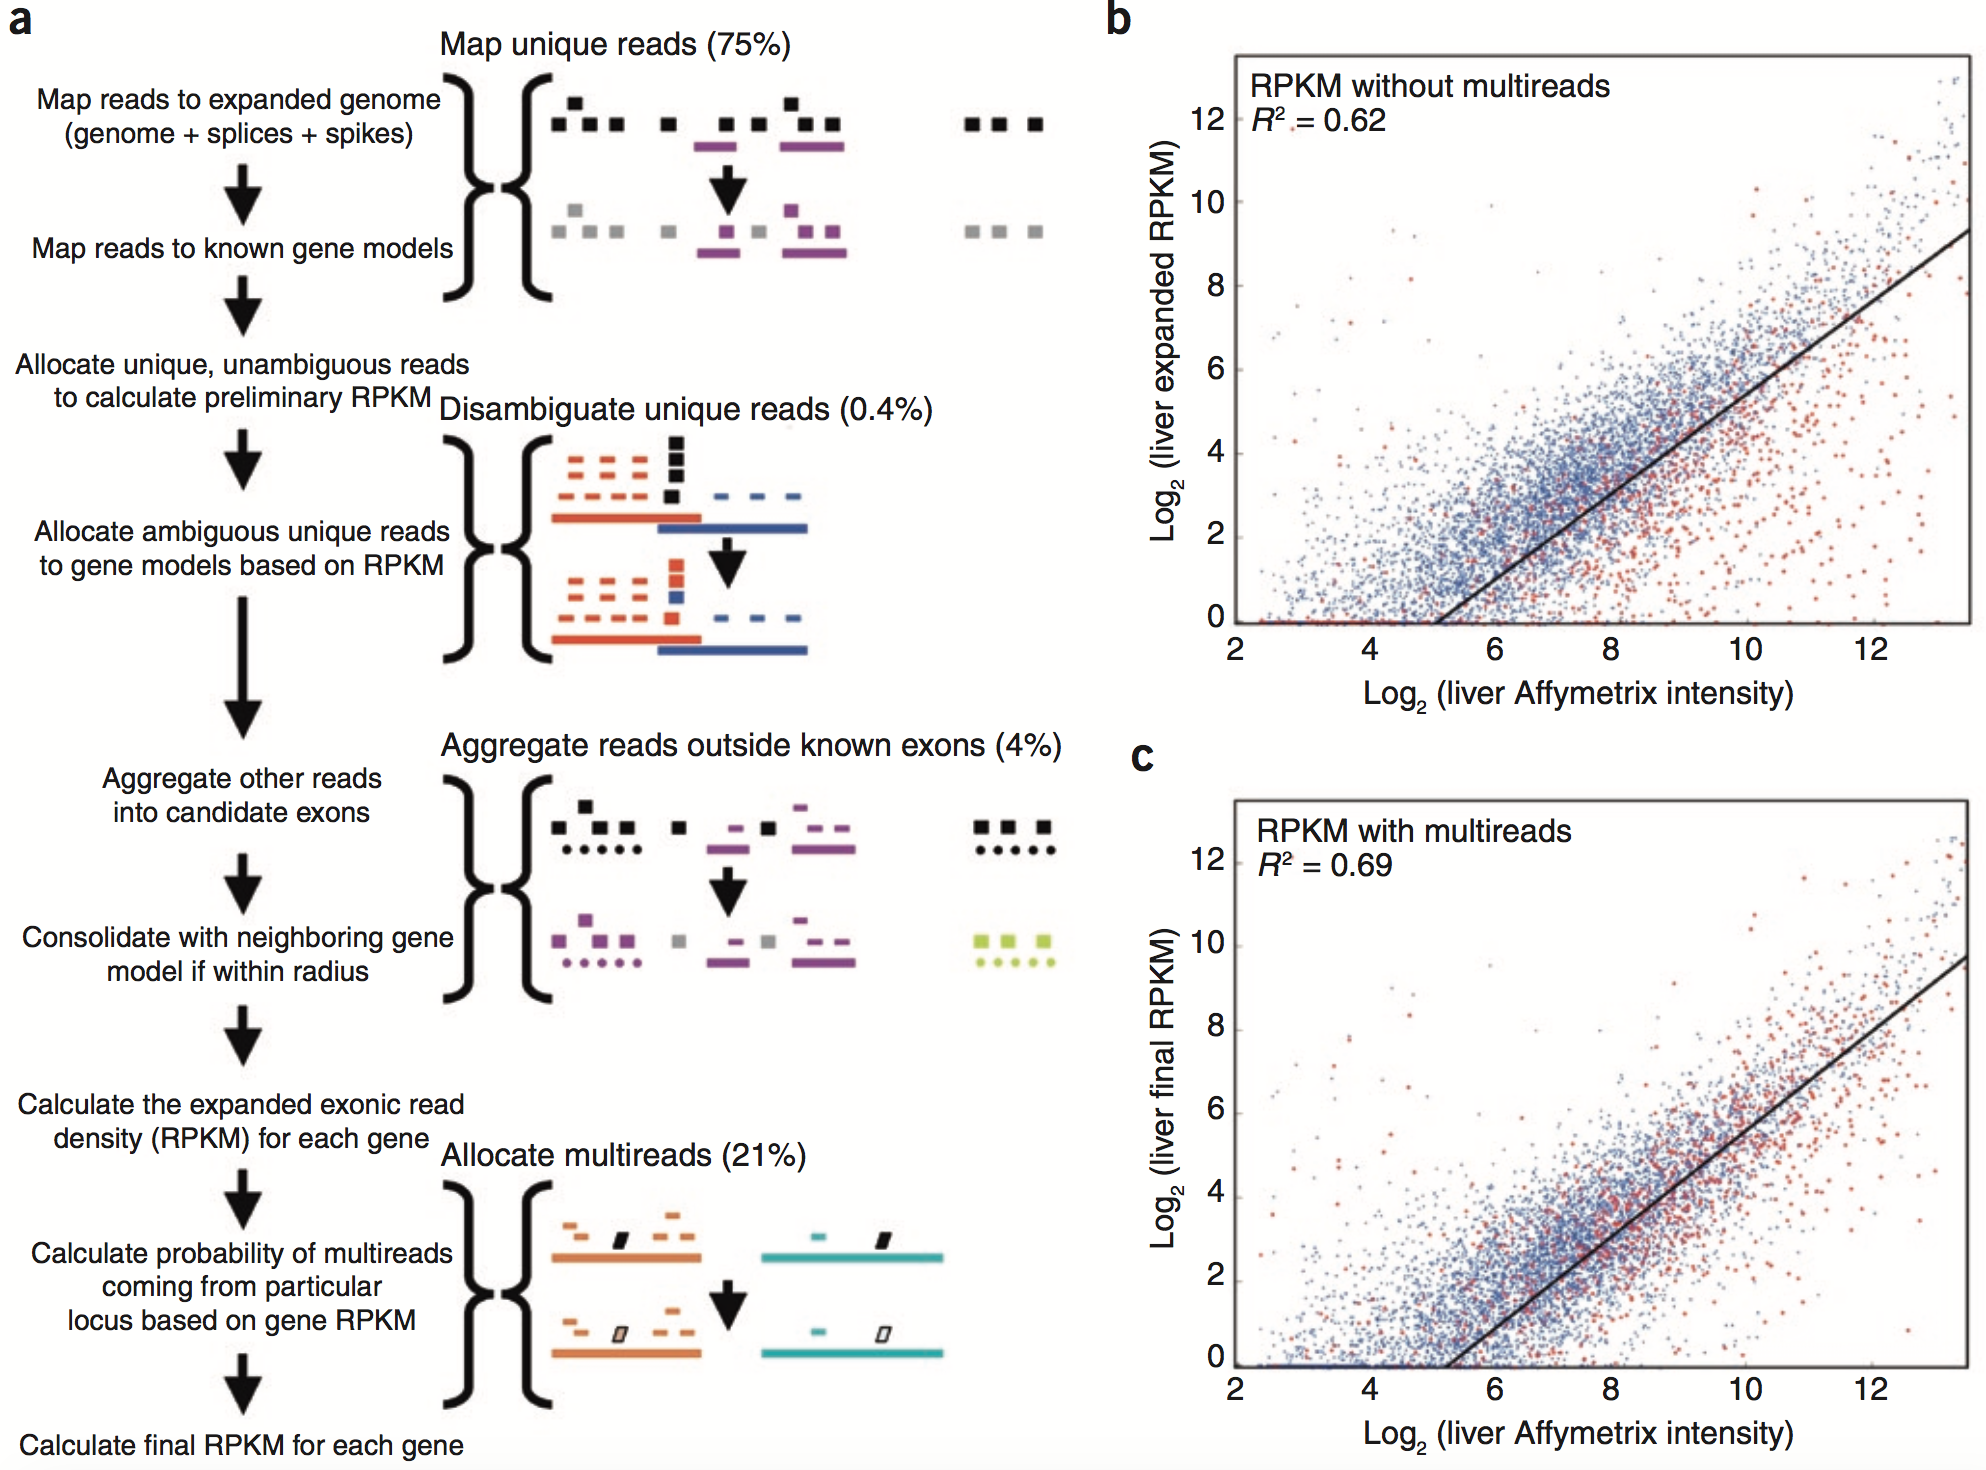 a
Map unique reads (75%)
Map reads to expanded genome
(genome + splices + spikes)
Map reads to known gene models
Allocate unique, unambiguous reads
to calculate preliminary RPKM
Disambiguate unique reads (0.4%)
Allocate ambiguous unique reads
to gene models based on RPKM
Aggregate reads outside known exons (4%)
Aggregate other reads
into candidate exons
Consolidate with neighboring gene
model if within radius
Calculate the expanded exonic read
density (RPKM) for each gene
Allocate multireads (21%)
Calculate probability of multireads
coming from particular
locus based on gene RPKM
Calculate final RPKM for each gene
b
RPKM without multireads
R² = 0.62
Log₂ (liver expanded RPKM)
12
10
8
6
4
2
0
2 4 6 8 10 12
Log₂ (liver Affymetrix intensity)
c
RPKM with multireads
R² = 0.69
Log₂ (liver final RPKM)
12
10
8
6
4
2
0
2 4 6 8 10 12
Log₂ (liver Affymetrix intensity)